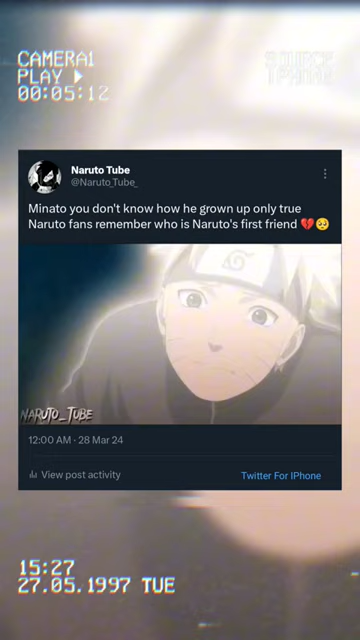 CAMERA1
PLAY
00:05:12
SOURCE
IPHONE
Naruto Tube
@Naruto_Tube_
Minato you don't know how he grown up only true
Naruto fans remember who is Naruto's first friend 💔🥺
NARUTO_TUBE
12:00 AM · 28 Mar 24
View post activity
Twitter For IPhone
15:27
27.05.1997 TUE